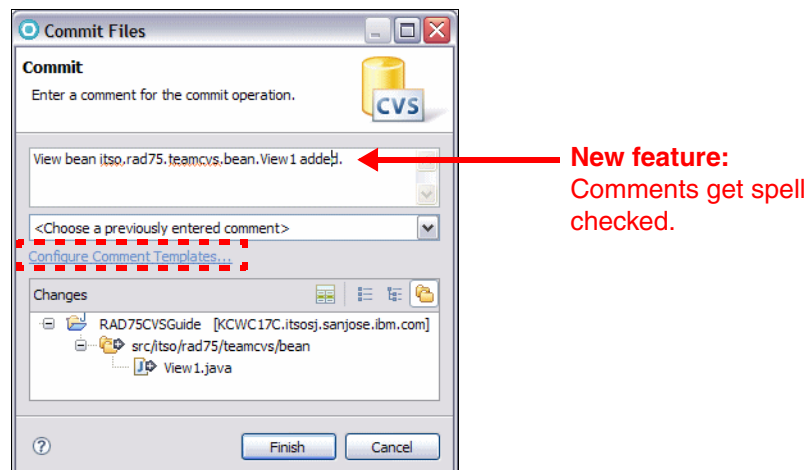 Commit Files
Commit
Enter a comment for the commit operation.
CVS
View bean itso.rad75.teamcvs.bean.View1 added.
New feature:
Comments get spell
checked.
<Choose a previously entered comment>
Configure Comment Templates...
Changes
RAD75CVSGuide [KCWC17C.itsosj.sanjose.ibm.com]
src/itso/rad75/teamcvs/bean
View1.java
Finish
Cancel